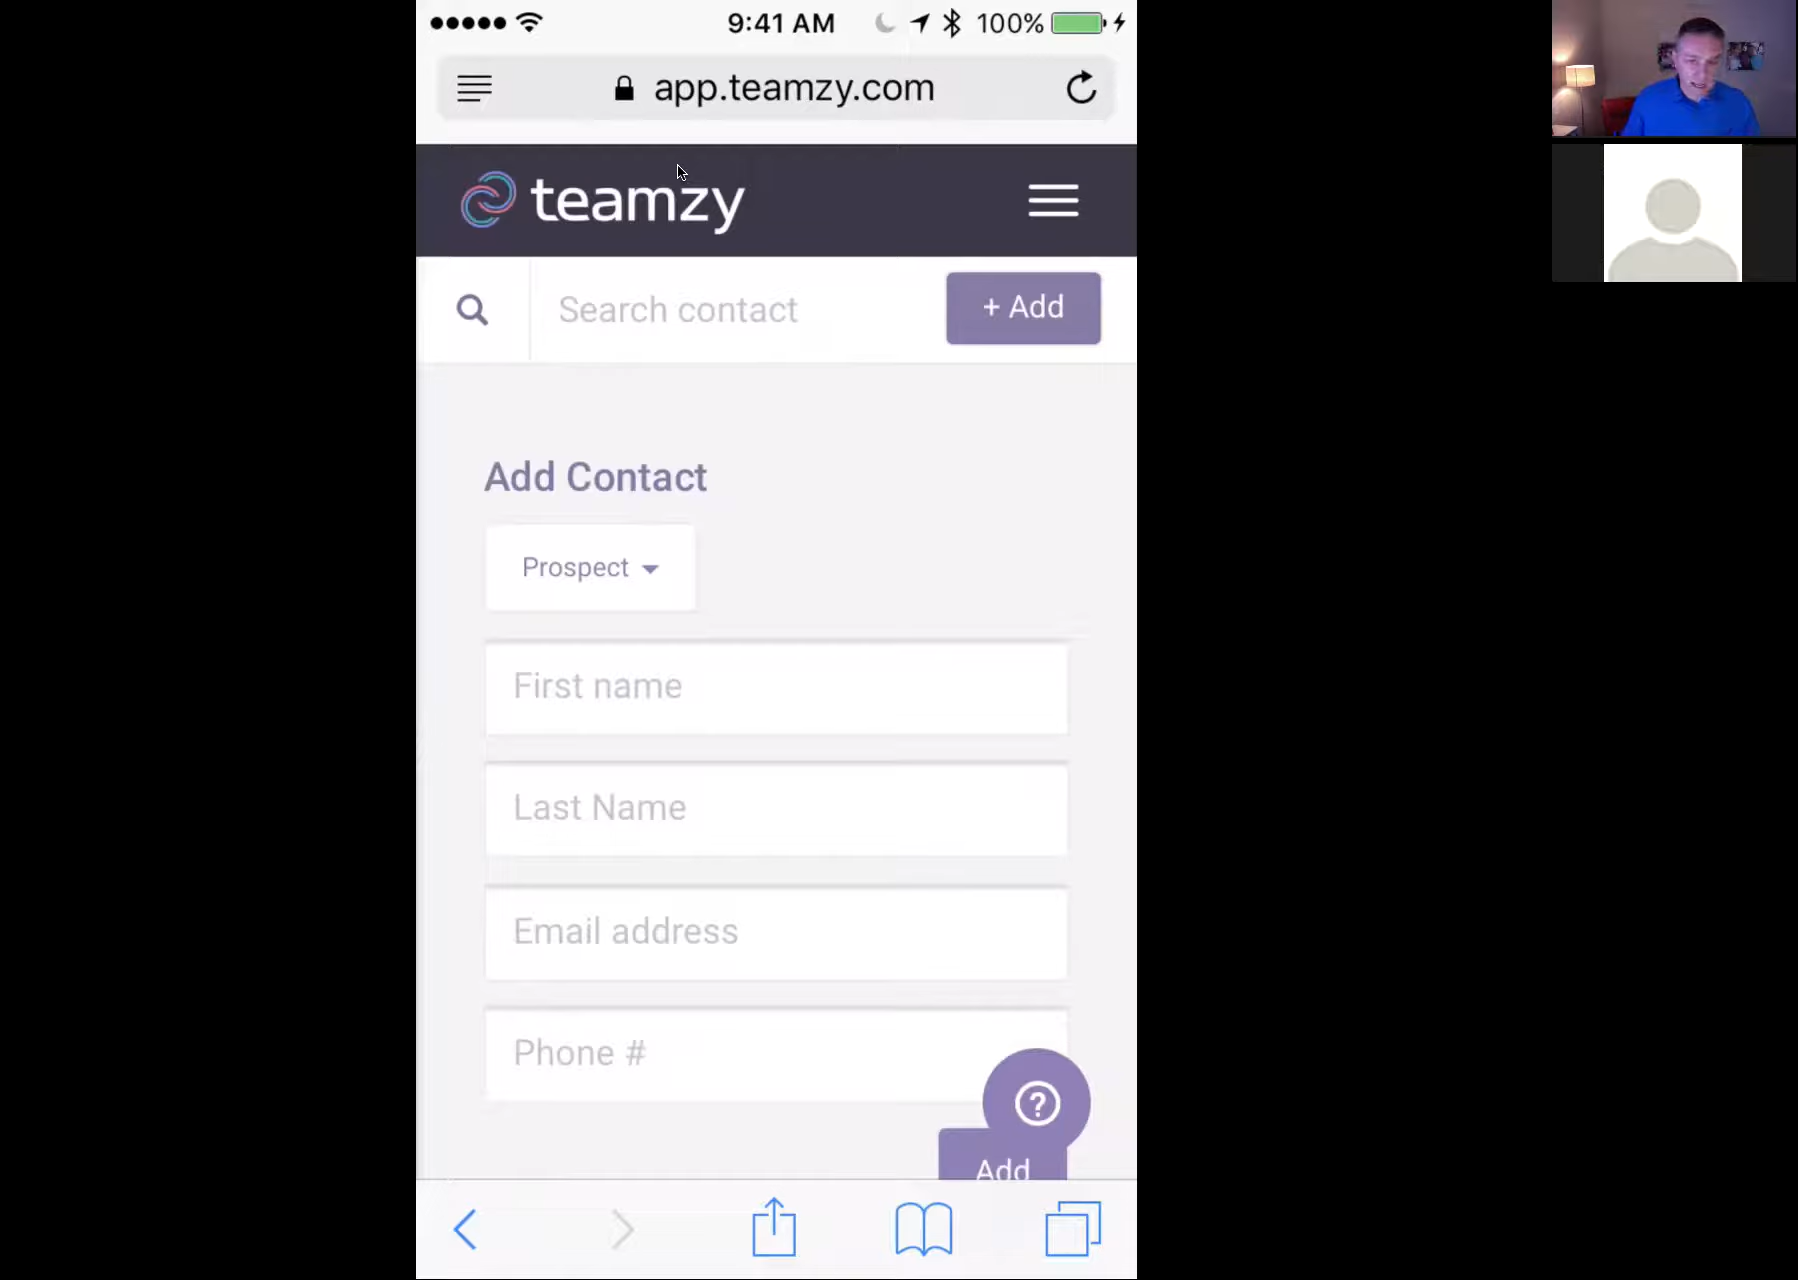 9:41 AM 100%
app.teamzy.com
teamzy
Search contact
+ Add
Add Contact
Prospect
First name
Last Name
Email address
Phone #
?
Add